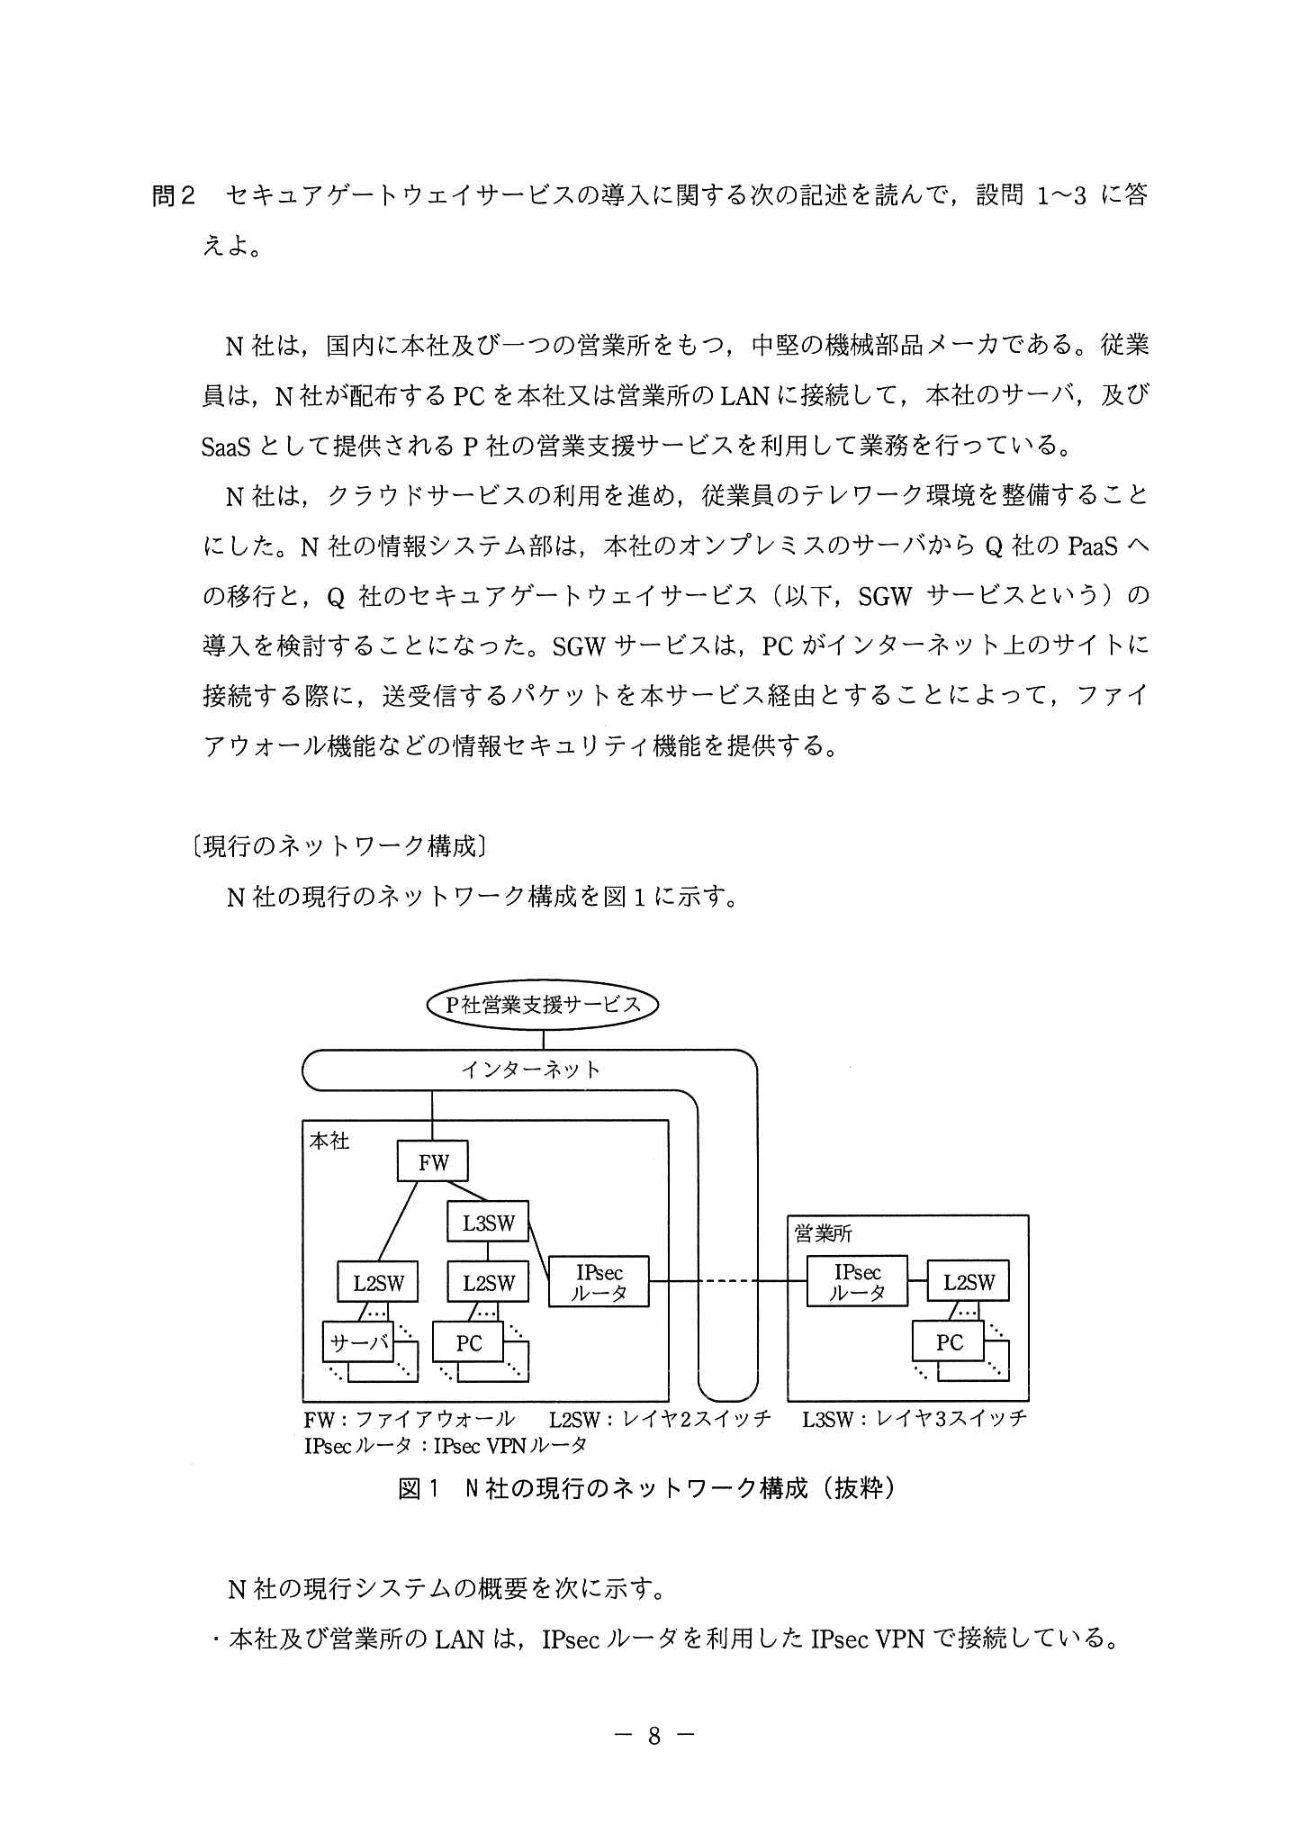 問2 セキュアゲートウェイサービスの導入に関する次の記述を読んで，設問 1～3 に答
えよ。
N 社は，国内に本社及び一つの営業所をもつ，中堅の機械部品メーカである。従業
員は，N 社が配布する PC を本社又は営業所の LAN に接続して，本社のサーバ，及び
SaaS として提供される P 社の営業支援サービスを利用して業務を行っている。
N 社は，クラウドサービスの利用を進め，従業員のテレワーク環境を整備すること
にした。N 社の情報システム部は，本社のオンプレミスのサーバから Q 社の PaaS へ
の移行と，Q 社のセキュアゲートウェイサービス（以下，SGW サービスという）の
導入を検討することになった。SGW サービスは，PC がインターネット上のサイトに
接続する際に，送受信するパケットを本サービス経由とすることによって，ファイ
アウォール機能などの情報セキュリティ機能を提供する。
〔現行のネットワーク構成〕
N 社の現行のネットワーク構成を図 1 に示す。
P社営業支援サービス
インターネット
本社
FW
L3SW
営業所
L2SW
L2SW
IPsec
ルータ
IPsec
ルータ
L2SW
サーバ
PC
PC
FW：ファイアウォール L2SW：レイヤ2スイッチ L3SW：レイヤ3スイッチ
IPsecルータ：IPsec VPNルータ
図 1 N 社の現行のネットワーク構成（抜粋）
N 社の現行システムの概要を次に示す。
・本社及び営業所の LAN は，IPsec ルータを利用した IPsec VPN で接続している。
－ 8 －